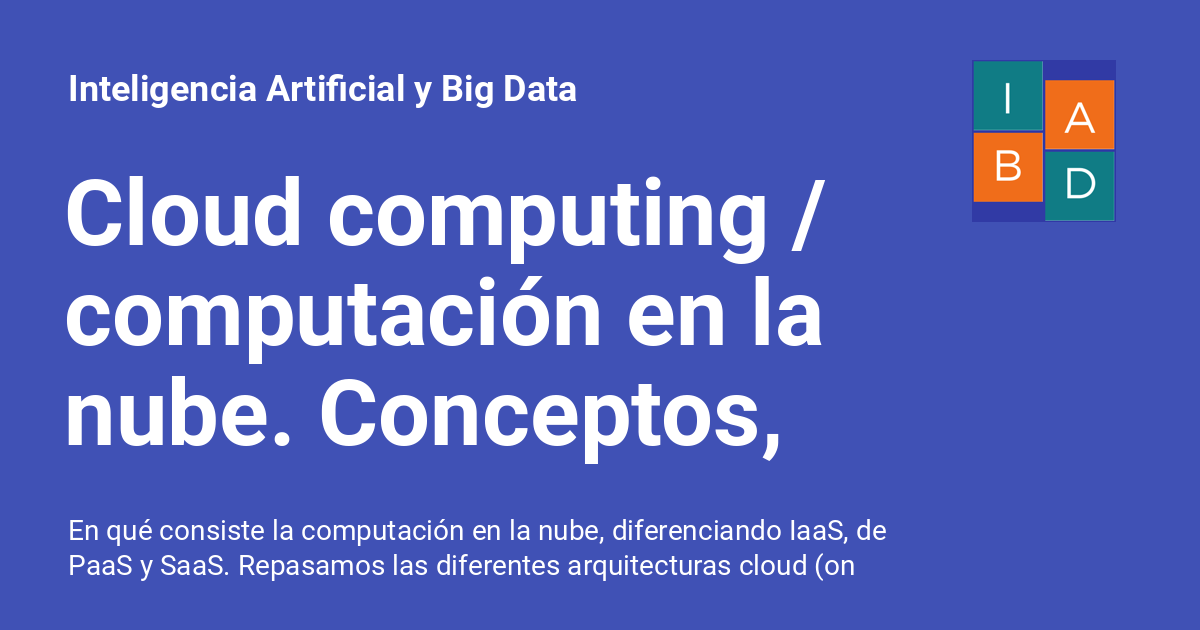 Inteligencia Artificial y Big Data
I
A
B
D
Cloud computing /
computación en la
nube. Conceptos,
En qué consiste la computación en la nube, diferenciando IaaS, de
PaaS y SaaS. Repasamos las diferentes arquitecturas cloud (on